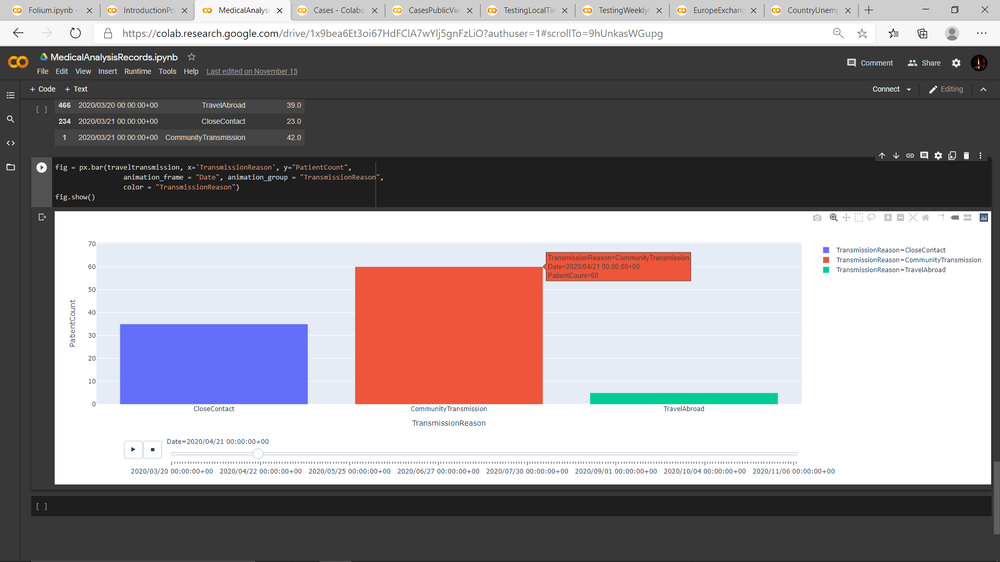 Folium.ipynb -
IntroductionPo
MedicalAnalysi
Cases - Colabo
CasesPublicVie
TestingLocalTim
TestingWeeklyD
EuropeExchang
CountryUnemp
https://colab.research.google.com/drive/1x9bea6Et3oi67HdFClA7wYlj5gnFzLiO?authuser=1#scrollTo=9hUnkasWGupg
MedicalAnalysisRecords.ipynb
Comment
Share
File Edit View Insert Runtime Tools Help Last edited on November 15
+ Code + Text
Connect
Editing
[ ] 466 2020/03/20 00:00:00+00 TravelAbroad 39.0
234 2020/03/21 00:00:00+00 CloseContact 23.0
1 2020/03/21 00:00:00+00 CommunityTransmission 42.0
fig = px.bar(traveltransmission, x='TransmissionReason', y="PatientCount",
animation_frame = "Date", animation_group = "TransmissionReason",
color = "TransmissionReason")
fig.show()
70
60
50
40
30
20
10
0
PatientCount
TransmissionReason=CommunityTransmission
Date=2020/04/21 00:00:00+00
PatientCount=60
TransmissionReason=CloseContact
TransmissionReason=CommunityTransmission
TransmissionReason=TravelAbroad
CloseContact CommunityTransmission TravelAbroad
TransmissionReason
Date=2020/04/21 00:00:00+00
2020/03/20 00:00:00+00 2020/04/22 00:00:00+00 2020/05/25 00:00:00+00 2020/06/27 00:00:00+00 2020/07/30 00:00:00+00 2020/09/01 00:00:00+00 2020/10/04 00:00:00+00 2020/11/06 00:00:00+00
[ ]